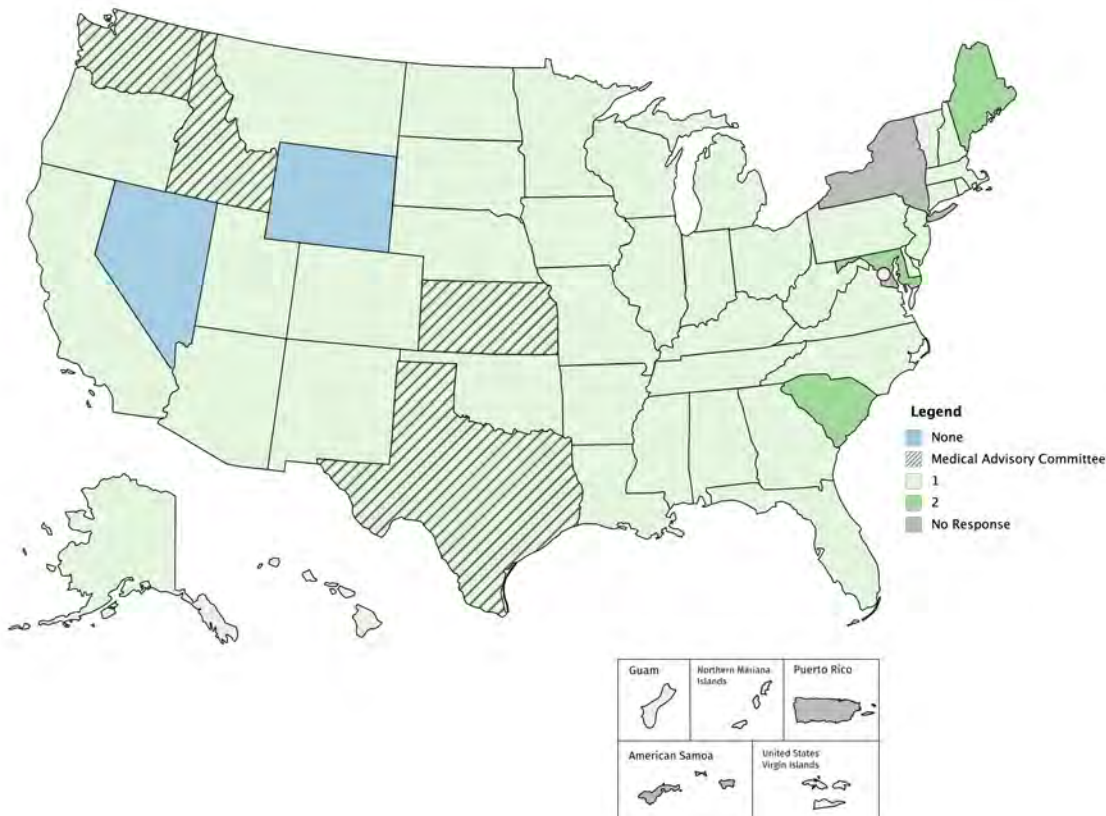 Legend
None
Medical Advisory Committee
1
2
No Response
Guam
Northern Mariana
Islands
Puerto Rico
American Samoa
United States
Virgin Islands